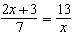 (2x+3)/7 = 13/x